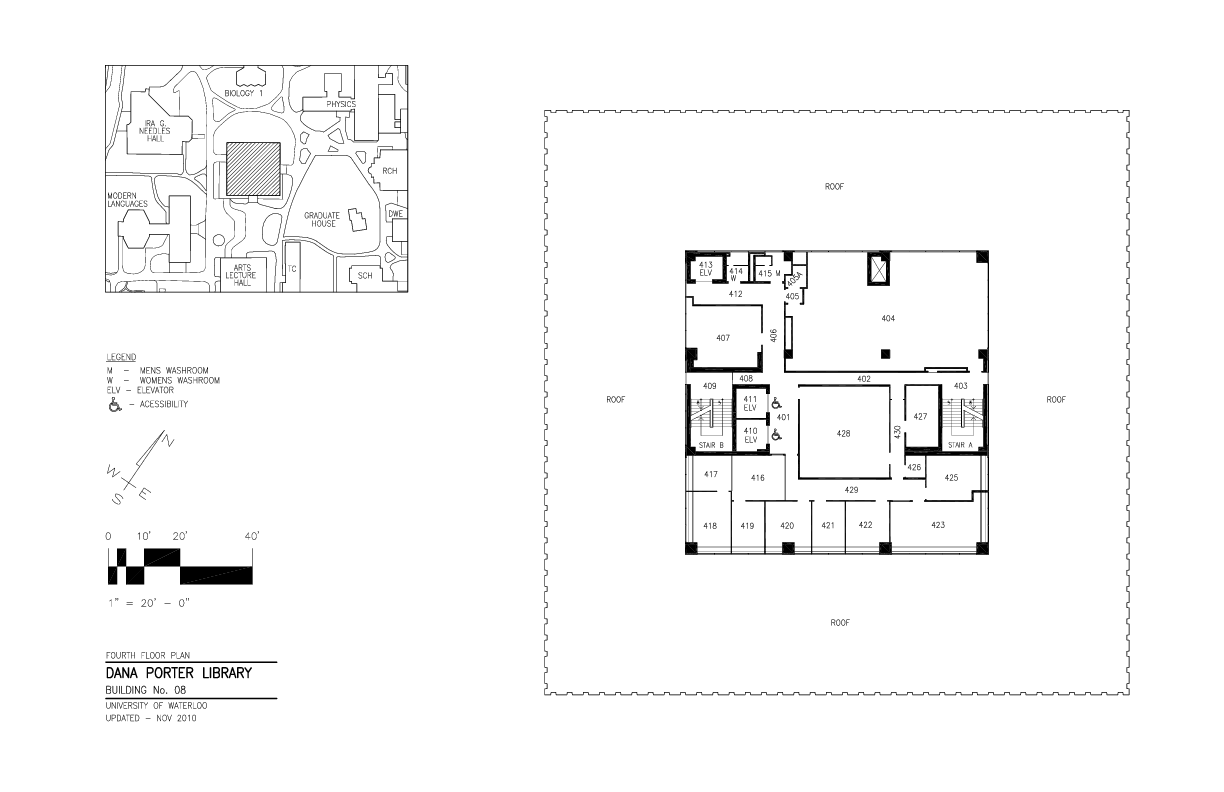 BIOLOGY 1
PHYSICS
IRA G.
NEEDLES
HALL
RCH
MODERN
LANGUAGES
GRADUATE
HOUSE
DWE
ARTS
LECTURE
HALL
TC
SCH
LEGEND
M – MENS WASHROOM
W – WOMENS WASHROOM
ELV – ELEVATOR
– ACESSIBILITY
N
W
E
S
0 10' 20' 40'
1" = 20' – 0"
FOURTH FLOOR PLAN
DANA PORTER LIBRARY
BUILDING No. 08
UNIVERSITY OF WATERLOO
UPDATED – NOV 2010
ROOF
413
ELV
414
W
415 M
405A
412
405
404
407
406
408
402
409
403
ROOF
ROOF
411
ELV
401
427
410
ELV
428
430
STAIR B
STAIR A
417
416
426
425
429
418
419
420
421
422
423
ROOF